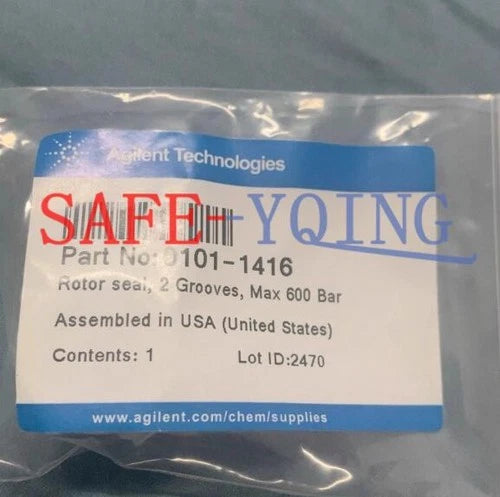 Agilent Technologies
SAFE-YQING
Part No:0101-1416
Rotor seal, 2 Grooves, Max 600 Bar
Assembled in USA (United States)
Contents: 1 Lot ID:2470
www.agilent.com/chem/supplies